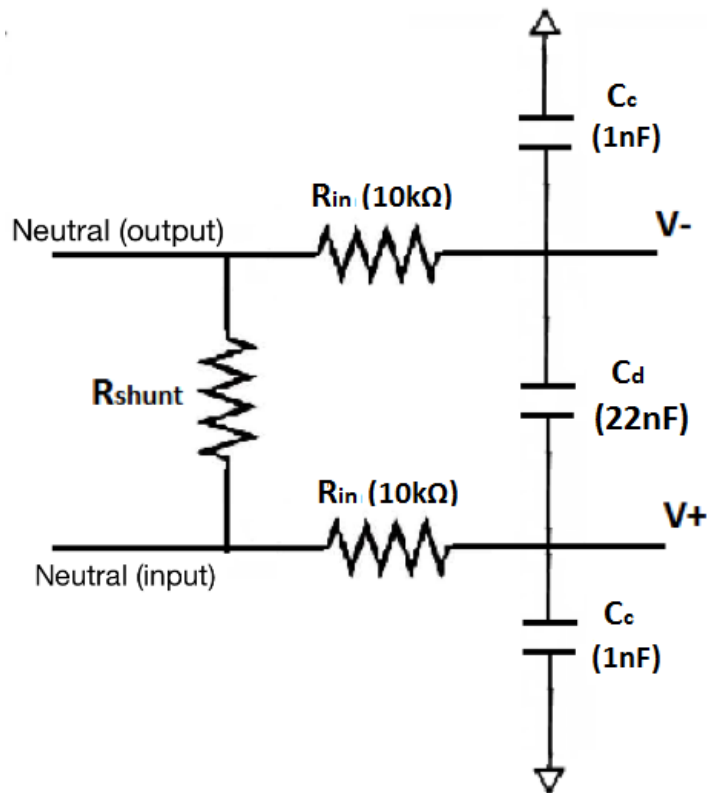 Cc
(1nF)
Rin (10kΩ)
Neutral (output)
V-
Rshunt
Cd
(22nF)
Rin (10kΩ)
V+
Neutral (input)
Cc
(1nF)